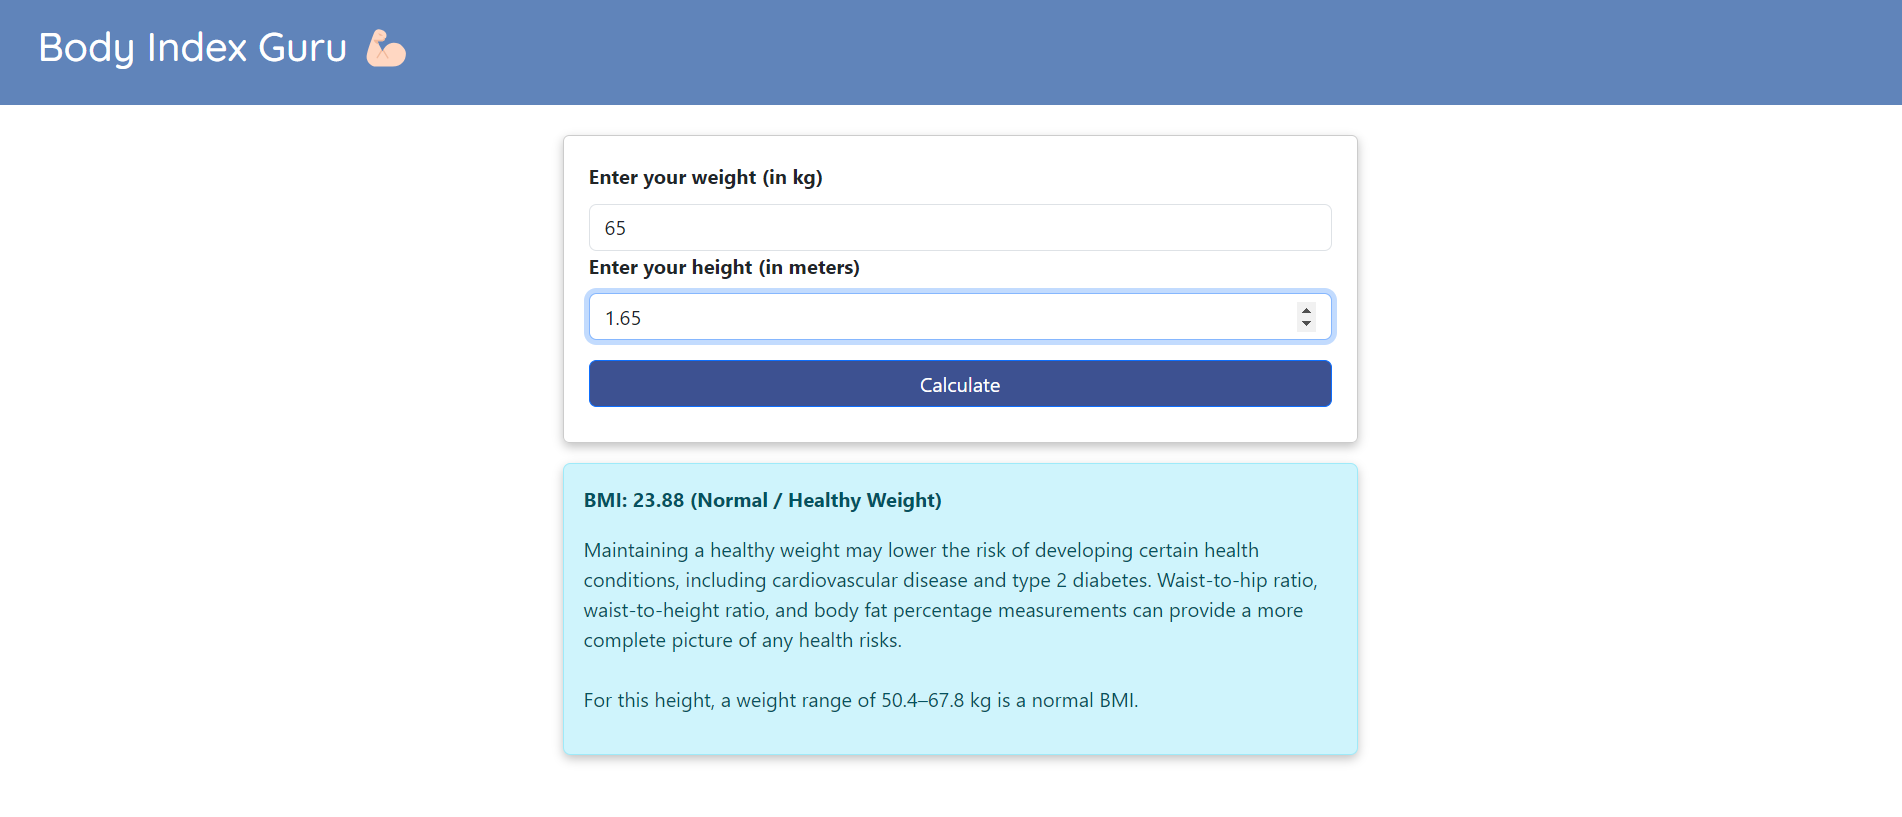 Body Index Guru
Enter your weight (in kg)
65
Enter your height (in meters)
1.65
Calculate
BMI: 23.88 (Normal / Healthy Weight)
Maintaining a healthy weight may lower the risk of developing certain health
conditions, including cardiovascular disease and type 2 diabetes. Waist-to-hip ratio,
waist-to-height ratio, and body fat percentage measurements can provide a more
complete picture of any health risks.
For this height, a weight range of 50.4–67.8 kg is a normal BMI.